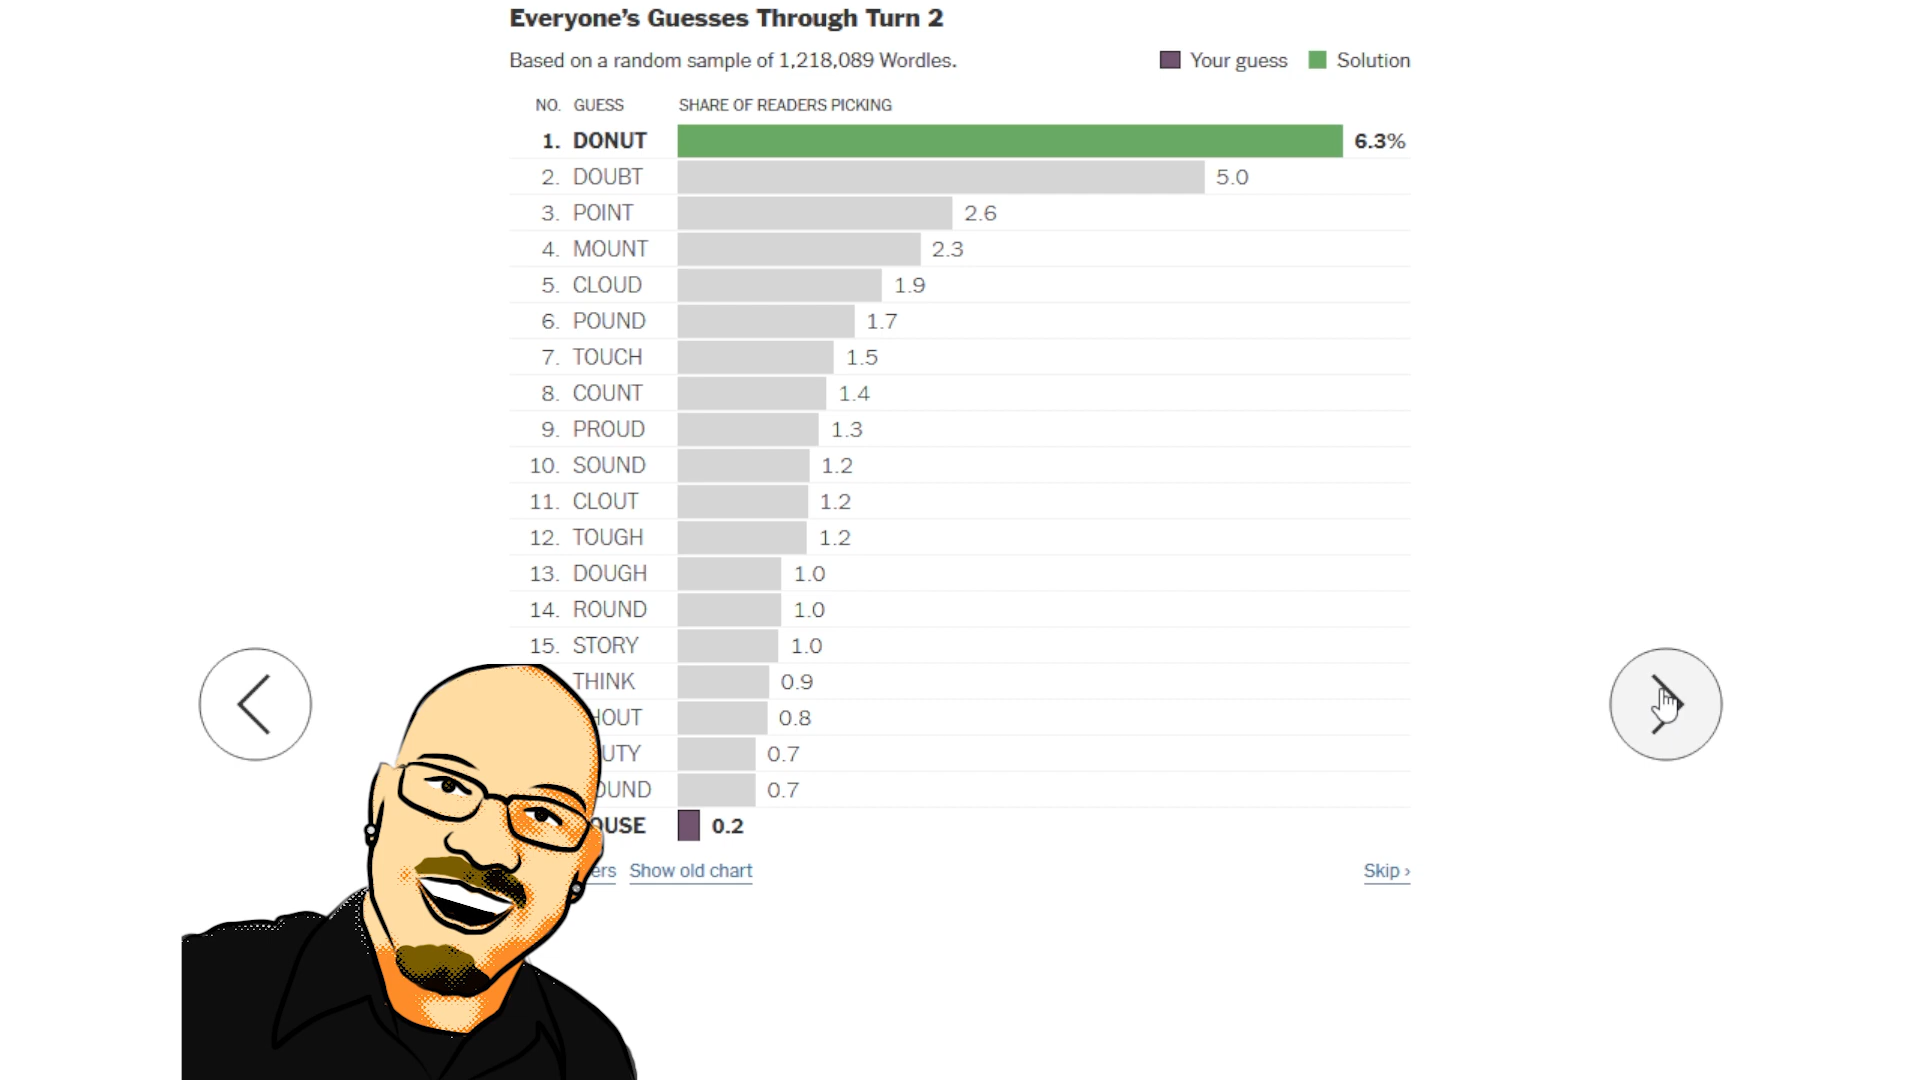 Everyone’s Guesses Through Turn 2
Based on a random sample of 1,218,089 Wordles.
Your guess Solution
NO. GUESS SHARE OF READERS PICKING
1. DONUT 6.3%
2. DOUBT 5.0
3. POINT 2.6
4. MOUNT 2.3
5. CLOUD 1.9
6. POUND 1.7
7. TOUCH 1.5
8. COUNT 1.4
9. PROUD 1.3
10. SOUND 1.2
11. CLOUT 1.2
12. TOUGH 1.2
13. DOUGH 1.0
14. ROUND 1.0
15. STORY 1.0
THINK 0.9
HOUT 0.8
UTY 0.7
OUND 0.7
OUSE 0.2
ers Show old chart Skip ›